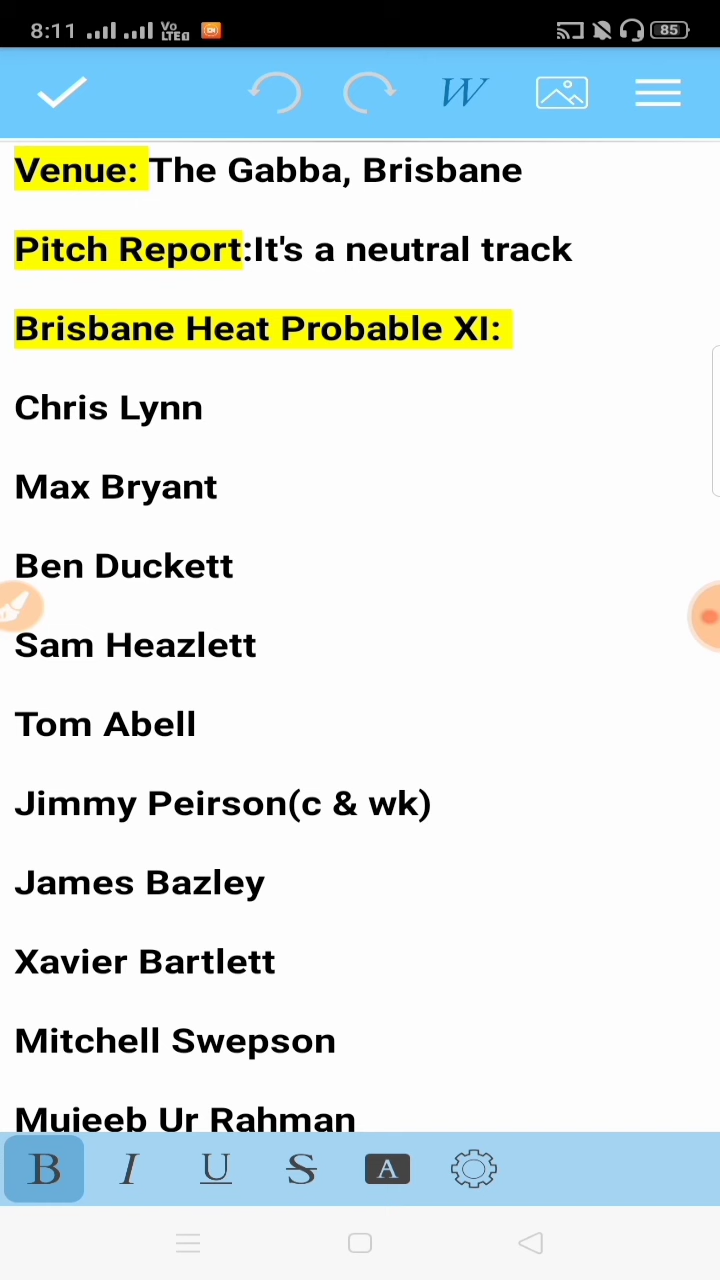 8:11 Vo LTE 85
W
Venue: The Gabba, Brisbane
Pitch Report:It's a neutral track
Brisbane Heat Probable XI:
Chris Lynn
Max Bryant
Ben Duckett
Sam Heazlett
Tom Abell
Jimmy Peirson(c & wk)
James Bazley
Xavier Bartlett
Mitchell Swepson
Mujeeb Ur Rahman
B I U S A